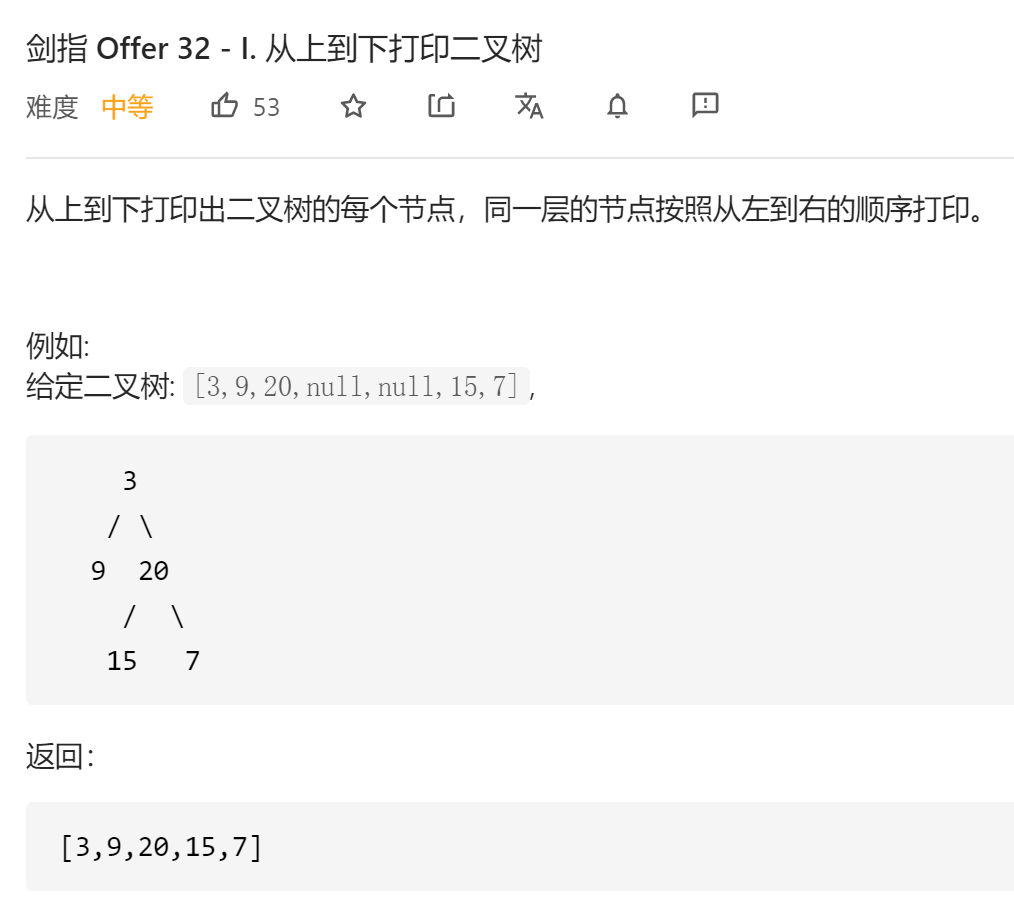 剑指 Offer 32 - I. 从上到下打印二叉树
难度 中等 53
从上到下打印出二叉树的每个节点，同一层的节点按照从左到右的顺序打印。
例如:
给定二叉树: [3,9,20,null,null,15,7],
3
/ \
9 20
/ \
15 7
返回：
[3,9,20,15,7]